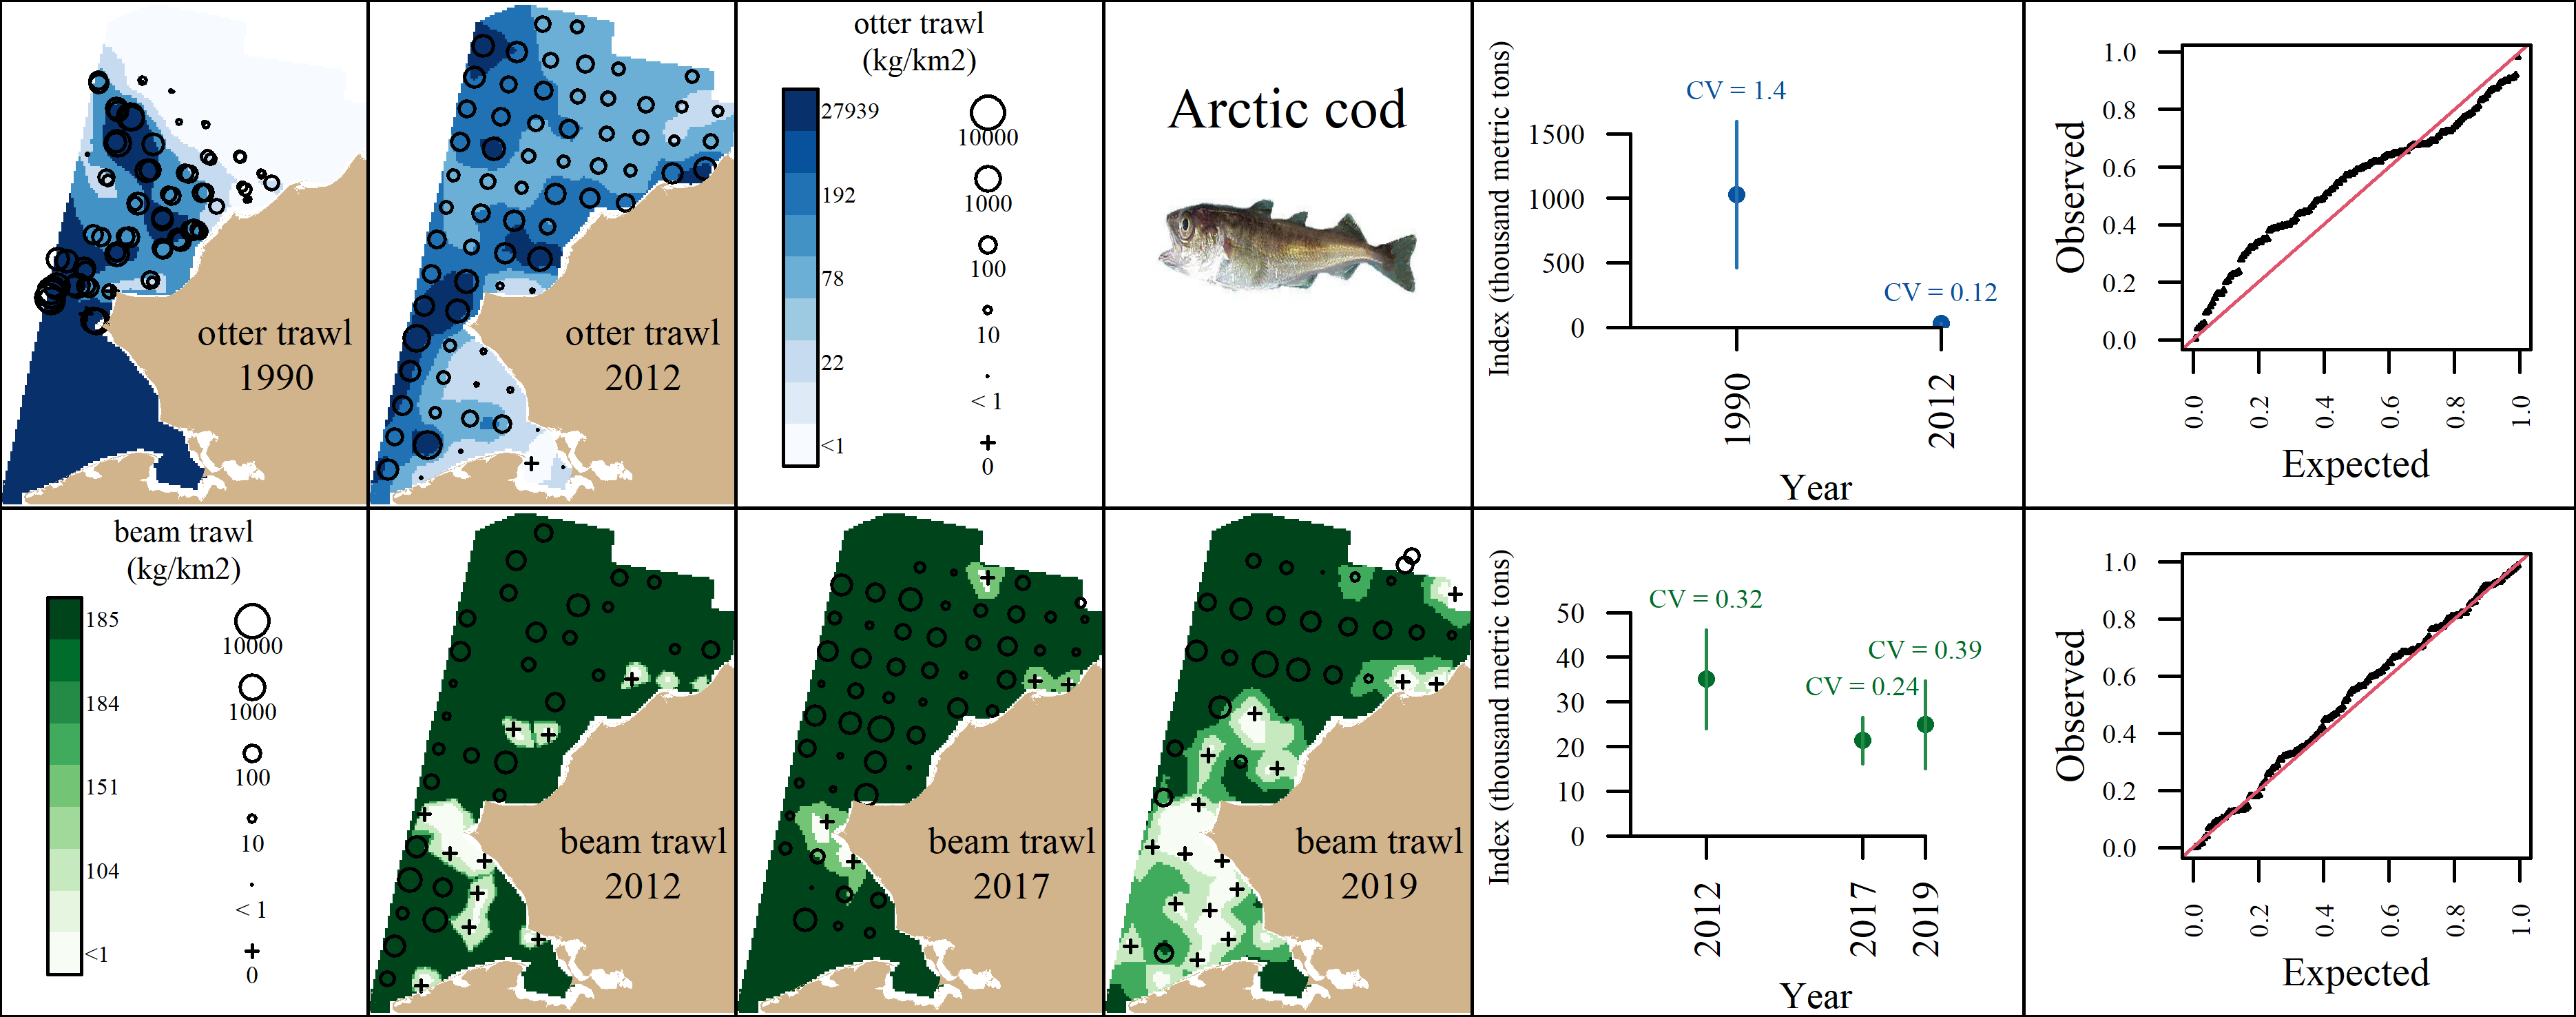 otter trawl
1990
otter trawl
2012
otter trawl
(kg/km2)
27939
192
78
22
<1
10000
1000
100
10
< 1
0
Arctic cod
Index (thousand metric tons)
1500
1000
500
0
CV = 1.4
CV = 0.12
1990
2012
Year
Observed
1.0
0.8
0.6
0.4
0.2
0.0
0.0
0.2
0.4
0.6
0.8
1.0
Expected
beam trawl
(kg/km2)
185
184
151
104
<1
10000
1000
100
10
< 1
0
beam trawl
2012
beam trawl
2017
beam trawl
2019
Index (thousand metric tons)
50
40
30
20
10
0
CV = 0.32
CV = 0.39
CV = 0.24
2012
2017
2019
Year
Observed
1.0
0.8
0.6
0.4
0.2
0.0
0.0
0.2
0.4
0.6
0.8
1.0
Expected